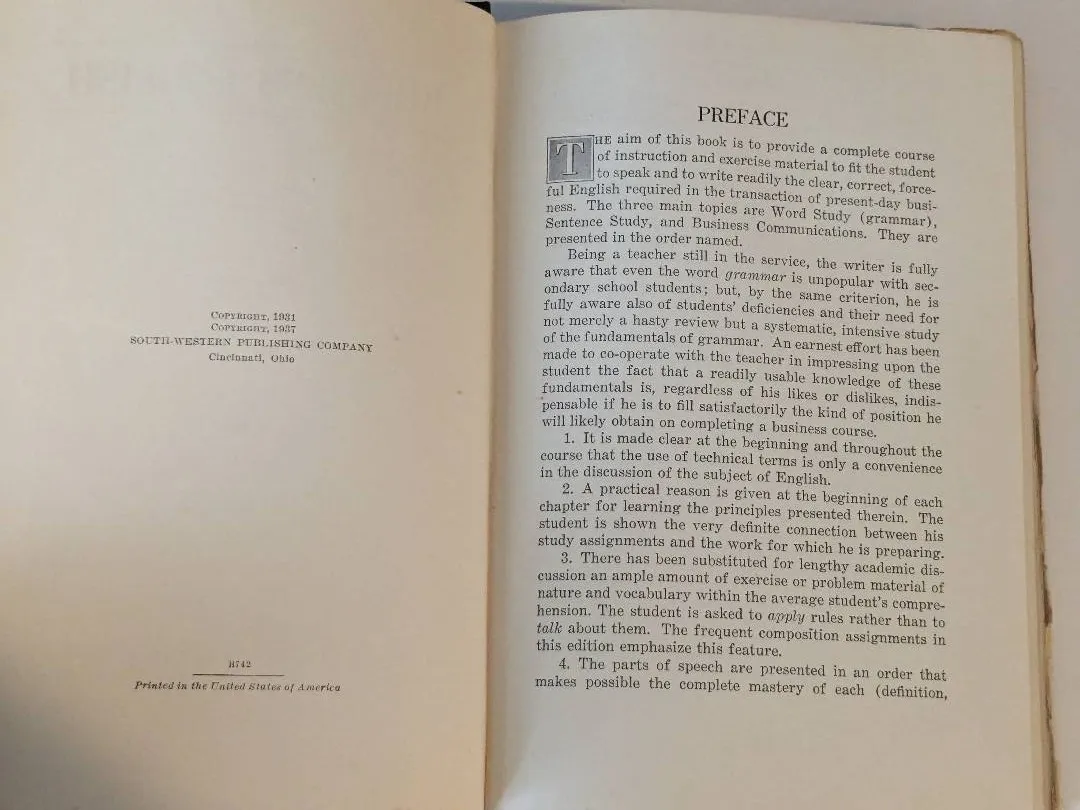 COPYRIGHT, 1931
COPYRIGHT, 1937
SOUTH-WESTERN PUBLISHING COMPANY
Cincinnati, Ohio
H742
Printed in the United States of America
PREFACE
THE aim of this book is to provide a complete course
of instruction and exercise material to fit the student
to speak and to write readily the clear, correct, force-
ful English required in the transaction of present-day busi-
ness. The three main topics are Word Study (grammar),
Sentence Study, and Business Communications. They are
presented in the order named.
Being a teacher still in the service, the writer is fully
aware that even the word grammar is unpopular with sec-
ondary school students; but, by the same criterion, he is
fully aware also of students' deficiencies and their need for
not merely a hasty review but a systematic, intensive study
of the fundamentals of grammar. An earnest effort has been
made to co-operate with the teacher in impressing upon the
student the fact that a readily usable knowledge of these
fundamentals is, regardless of his likes or dislikes, indis-
pensable if he is to fill satisfactorily the kind of position he
will likely obtain on completing a business course.
1. It is made clear at the beginning and throughout the
course that the use of technical terms is only a convenience
in the discussion of the subject of English.
2. A practical reason is given at the beginning of each
chapter for learning the principles presented therein. The
student is shown the very definite connection between his
study assignments and the work for which he is preparing.
3. There has been substituted for lengthy academic dis-
cussion an ample amount of exercise or problem material of
nature and vocabulary within the average student's compre-
hension. The student is asked to apply rules rather than to
talk about them. The frequent composition assignments in
this edition emphasize this feature.
4. The parts of speech are presented in an order that
makes possible the complete mastery of each (definition,